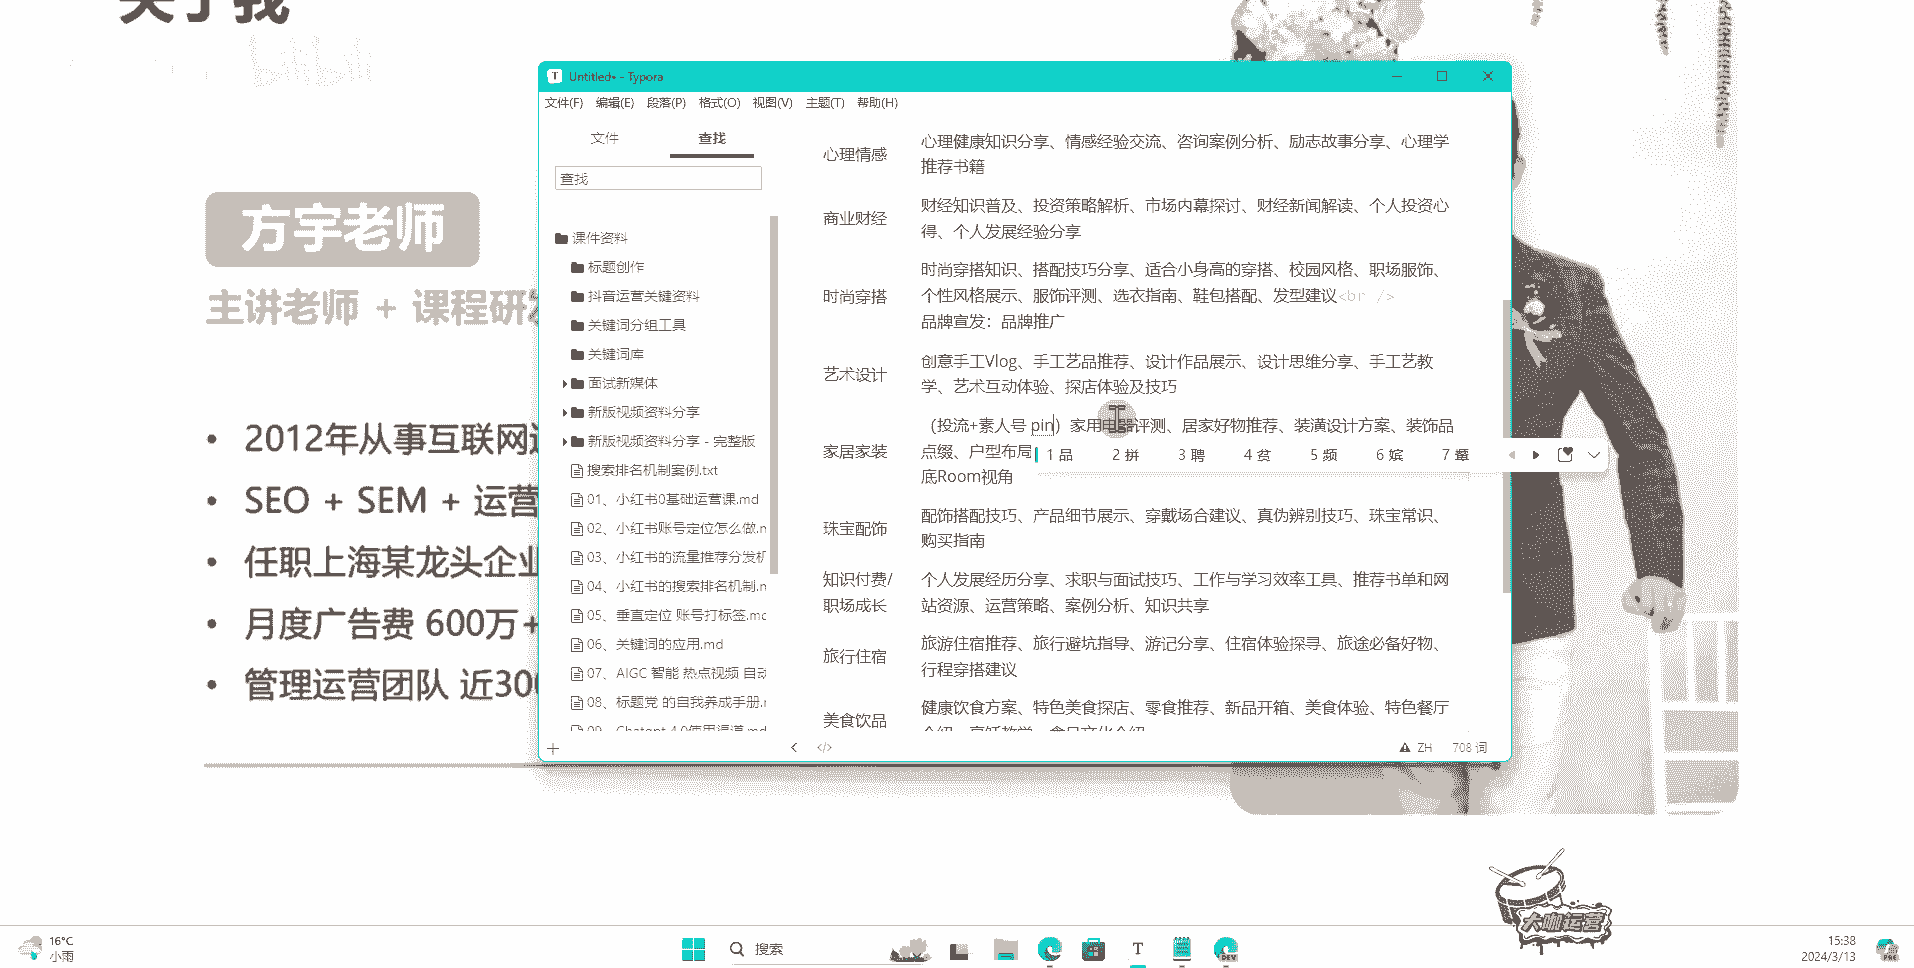 关于我
bilibili
方宇老师
主讲老师 + 课程研
2012年从事互联网
SEO + SEM + 运营
任职上海某龙头企业
月度广告费 600万+
管理运营团队 近300
Untitled• - Typora
文件(F) 编辑(E) 段落(P) 格式(O) 视图(V) 主题(T) 帮助(H)
文件 查找
查找
课件资料
标题创作
抖音运营关键资料
关键词分组工具
关键词库
面试新媒体
新版视频资料分享
新版视频资料分享 - 完整版
搜索排名机制案例.txt
01、小红书0基础运营课.md
02、小红书账号定位怎么做.n
03、小红书的流量推荐分发机
04、小红书的搜索排名机制.n
05、垂直定位 账号打标签.mc
06、关键词的应用.md
07、AIGC 智能 热点视频 自动
08、标题党 的自我养成手册.r
09、Chatgpt 4.0使用渠道.md
心理情感
心理健康知识分享、情感经验交流、咨询案例分析、励志故事分享、心理学
推荐书籍
商业财经
财经知识普及、投资策略解析、市场内幕探讨、财经新闻解读、个人投资心
得、个人发展经验分享
时尚穿搭
时尚穿搭知识、搭配技巧分享、适合小身高的穿搭、校园风格、职场服饰、
个性风格展示、服饰评测、选衣指南、鞋包搭配、发型建议<br />
品牌宣发：品牌推广
艺术设计
创意手工Vlog、手工艺品推荐、设计作品展示、设计思维分享、手工艺教
学、艺术互动体验、探店体验及技巧
家居家装
（投流+素人号 pin）家用电器评测、居家好物推荐、装潢设计方案、装饰品
点缀、户型布局
底Room视角
1 品 2 拼 3 聘 4 贫 5 频 6 嫔 7 颦
珠宝配饰
配饰搭配技巧、产品细节展示、穿戴场合建议、真伪辨别技巧、珠宝常识、
购买指南
知识付费/
职场成长
个人发展经历分享、求职与面试技巧、工作与学习效率工具、推荐书单和网
站资源、运营策略、案例分析、知识共享
旅行住宿
旅游住宿推荐、旅行避坑指导、游记分享、住宿体验探寻、旅途必备好物、
行程穿搭建议
美食饮品
健康饮食方案、特色美食探店、零食推荐、新品开箱、美食体验、特色餐厅
</> ZH 708 词
大咖运营
16°C
小雨
搜索
T
DEV
15:38
2024/3/13
PRE